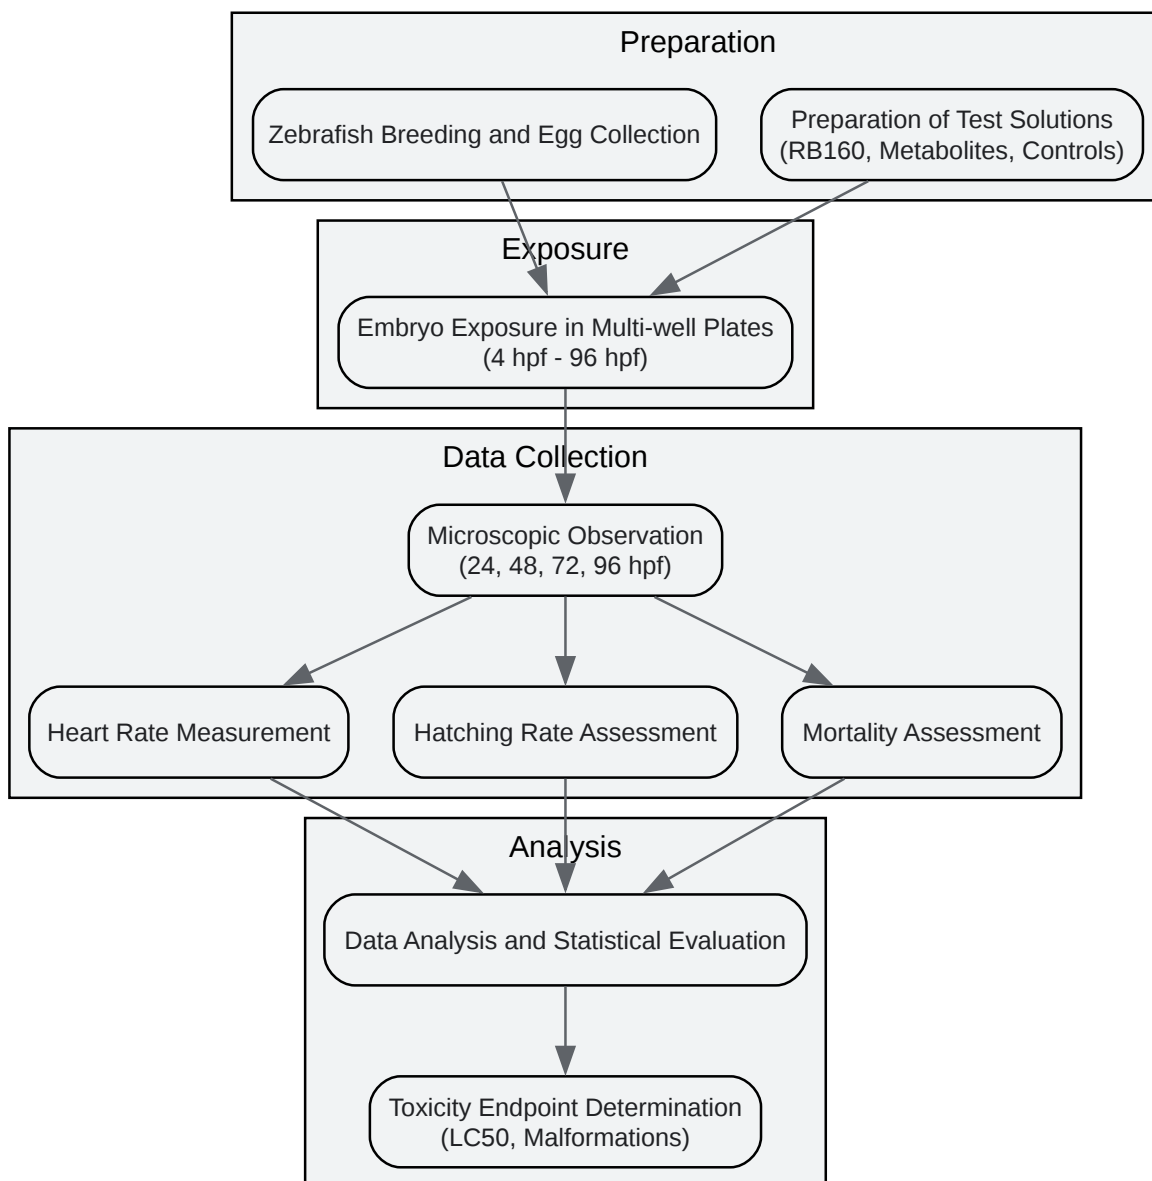 Preparation
Zebrafish Breeding and Egg Collection
Preparation of Test Solutions
(RB160, Metabolites, Controls)
Exposure
Embryo Exposure in Multi-well Plates
(4 hpf - 96 hpf)
Data Collection
Microscopic Observation
(24, 48, 72, 96 hpf)
Heart Rate Measurement
Hatching Rate Assessment
Mortality Assessment
Analysis
Data Analysis and Statistical Evaluation
Toxicity Endpoint Determination
(LC50, Malformations)